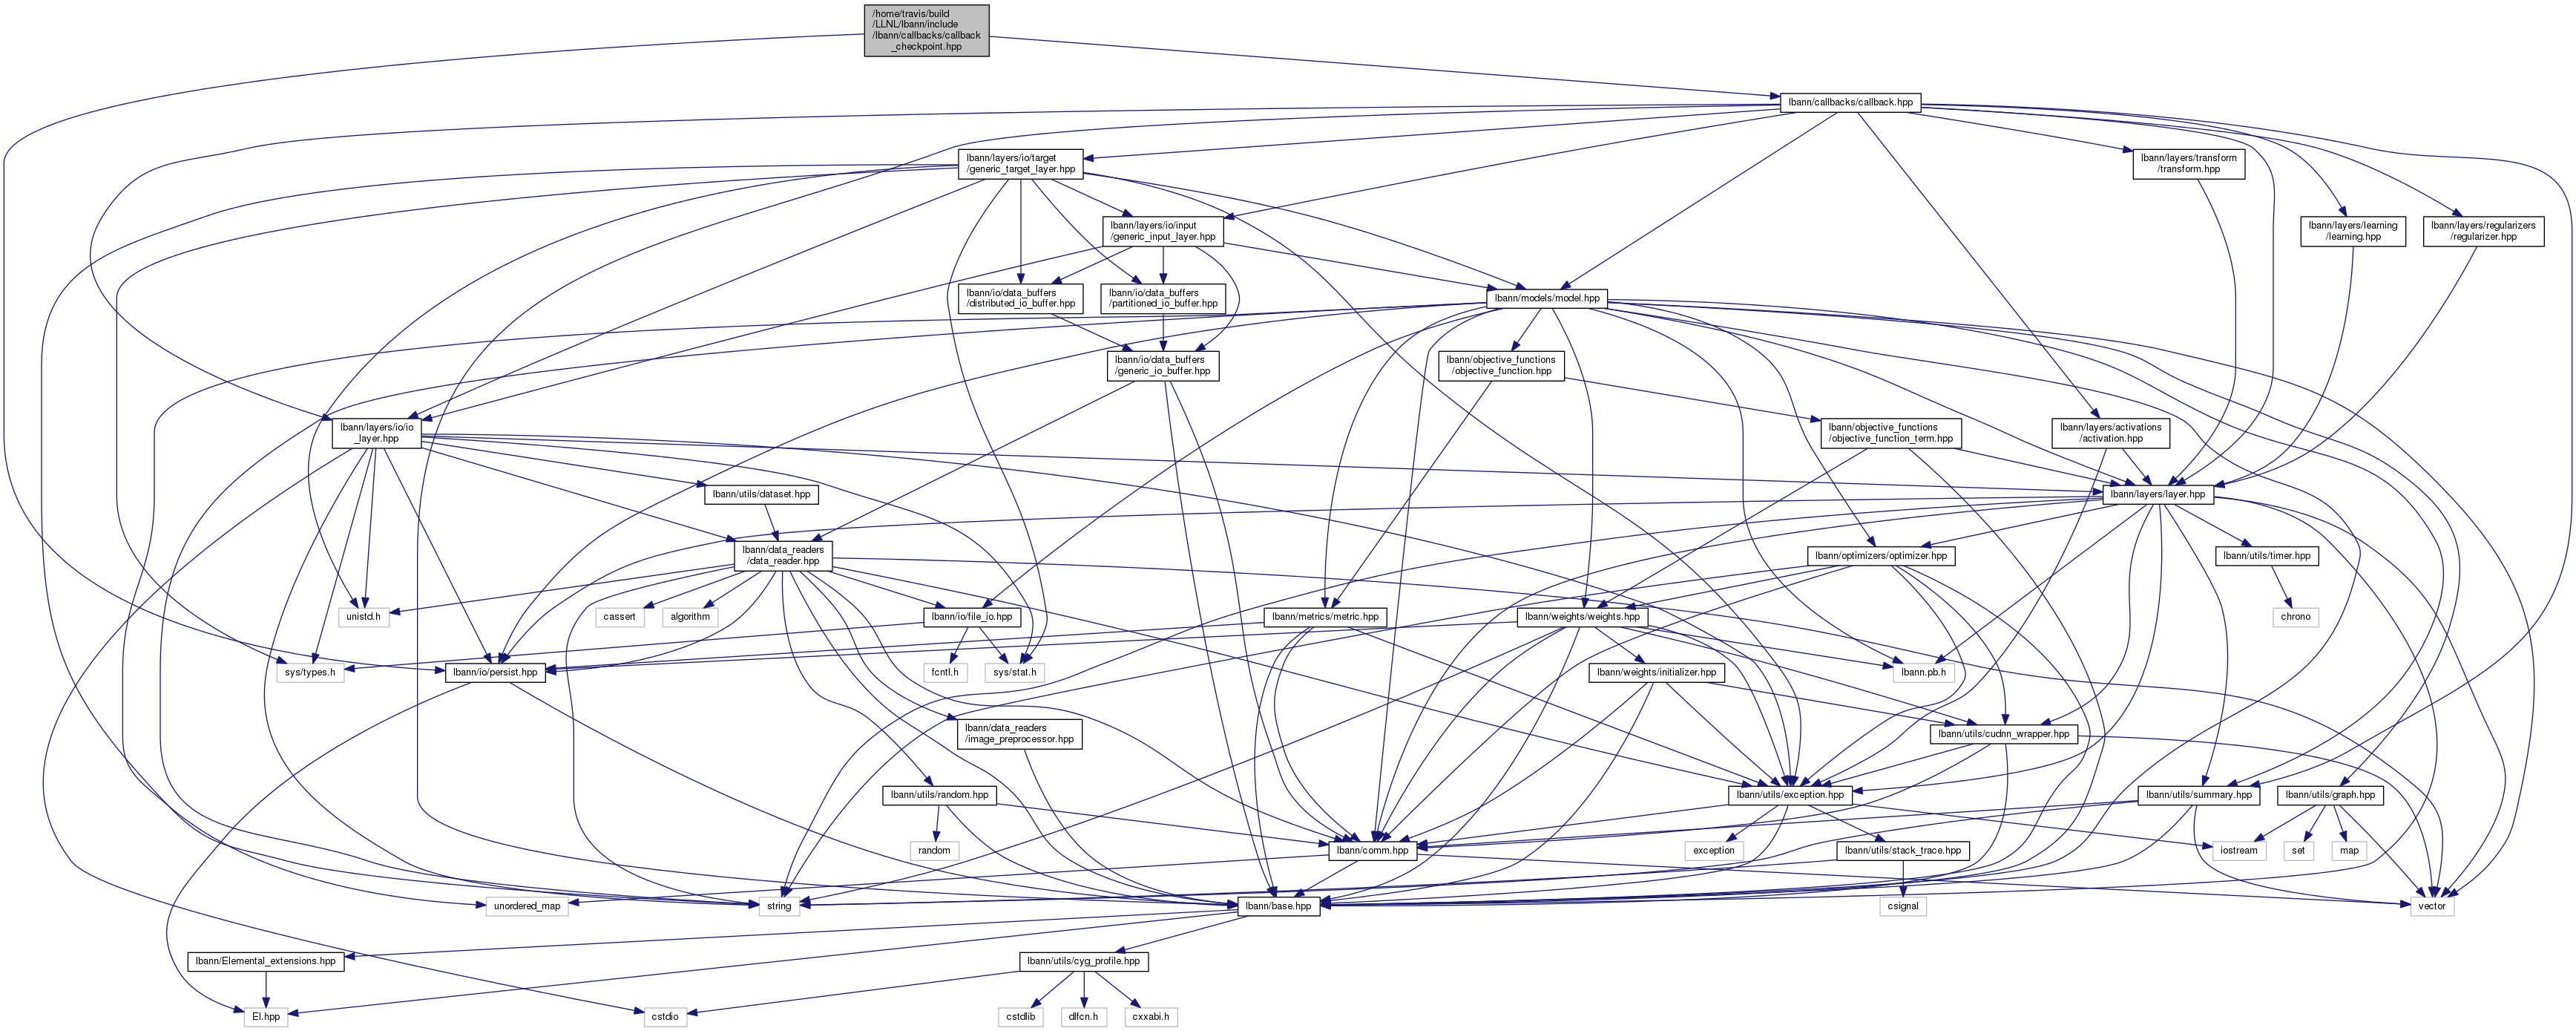 /home/travis/build
/LLNL/lbann/include
/lbann/callbacks/callback
_checkpoint.hpp
lbann/callbacks/callback.hpp
lbann/layers/io/target
/generic_target_layer.hpp
lbann/layers/transform
/transform.hpp
lbann/layers/io/input
/generic_input_layer.hpp
lbann/layers/learning
/learning.hpp
lbann/layers/regularizers
/regularizer.hpp
lbann/io/data_buffers
/distributed_io_buffer.hpp
lbann/io/data_buffers
/partitioned_io_buffer.hpp
lbann/models/model.hpp
lbann/io/data_buffers
/generic_io_buffer.hpp
lbann/objective_functions
/objective_function.hpp
lbann/layers/io/io
_layer.hpp
lbann/objective_functions
/objective_function_term.hpp
lbann/layers/activations
/activation.hpp
lbann/utils/dataset.hpp
lbann/layers/layer.hpp
lbann/data_readers
/data_reader.hpp
lbann/optimizers/optimizer.hpp
lbann/utils/timer.hpp
unistd.h
cassert
algorithm
lbann/io/file_io.hpp
lbann/metrics/metric.hpp
lbann/weights/weights.hpp
chrono
sys/types.h
lbann/io/persist.hpp
fcntl.h
sys/stat.h
lbann/weights/initializer.hpp
lbann.pb.h
lbann/data_readers
/image_preprocessor.hpp
lbann/utils/cudnn_wrapper.hpp
lbann/utils/random.hpp
lbann/utils/exception.hpp
lbann/utils/summary.hpp
lbann/utils/graph.hpp
random
lbann/comm.hpp
exception
lbann/utils/stack_trace.hpp
iostream
set
map
unordered_map
string
lbann/base.hpp
csignal
vector
lbann/Elemental_extensions.hpp
lbann/utils/cyg_profile.hpp
El.hpp
cstdio
cstdlib
dlfcn.h
cxxabi.h